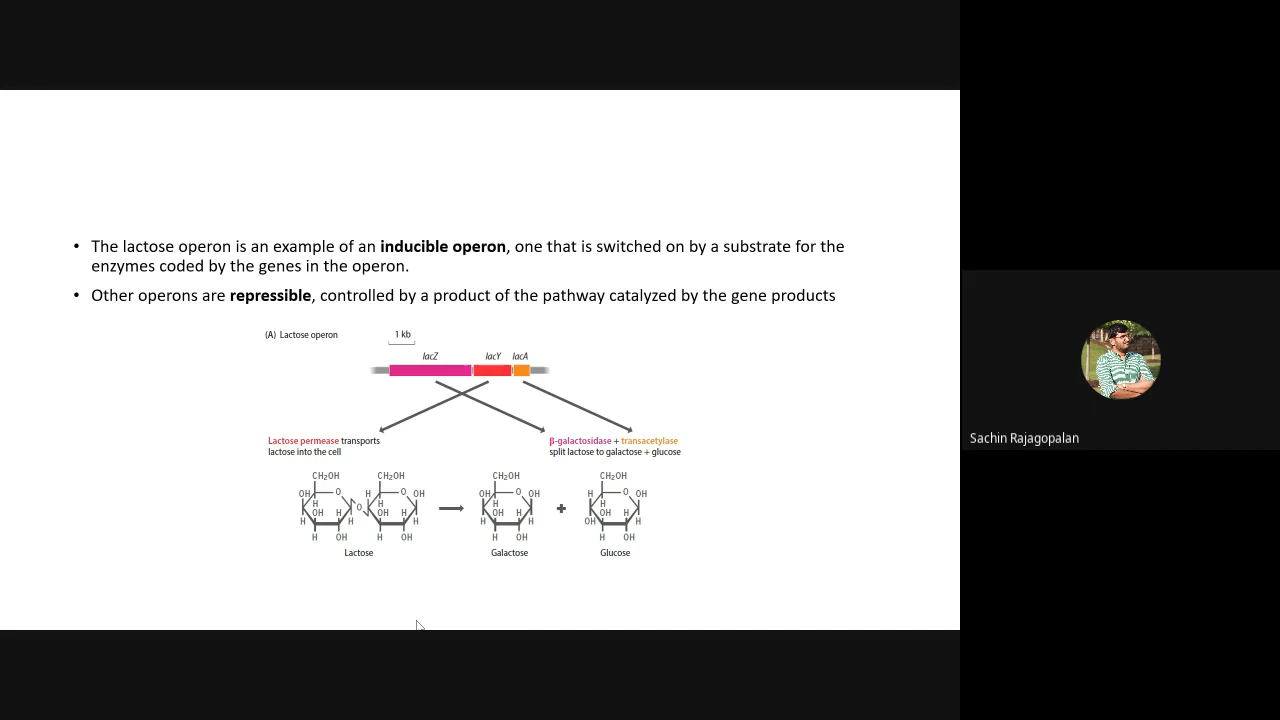 • The lactose operon is an example of an inducible operon, one that is switched on by a substrate for the
enzymes coded by the genes in the operon.
• Other operons are repressible, controlled by a product of the pathway catalyzed by the gene products
(A) Lactose operon
1 kb
lacZ lacY lacA
Lactose permease transports
lactose into the cell
β-galactosidase + transacetylase
split lactose to galactose + glucose
CH₂OH CH₂OH CH₂OH CH₂OH
OH O H O OH OH O OH H O OH
H H H H
OH H OH H OH H OH H
H O H H H H OH H
H OH H OH H OH H OH
Lactose Galactose + Glucose
Sachin Rajagopalan